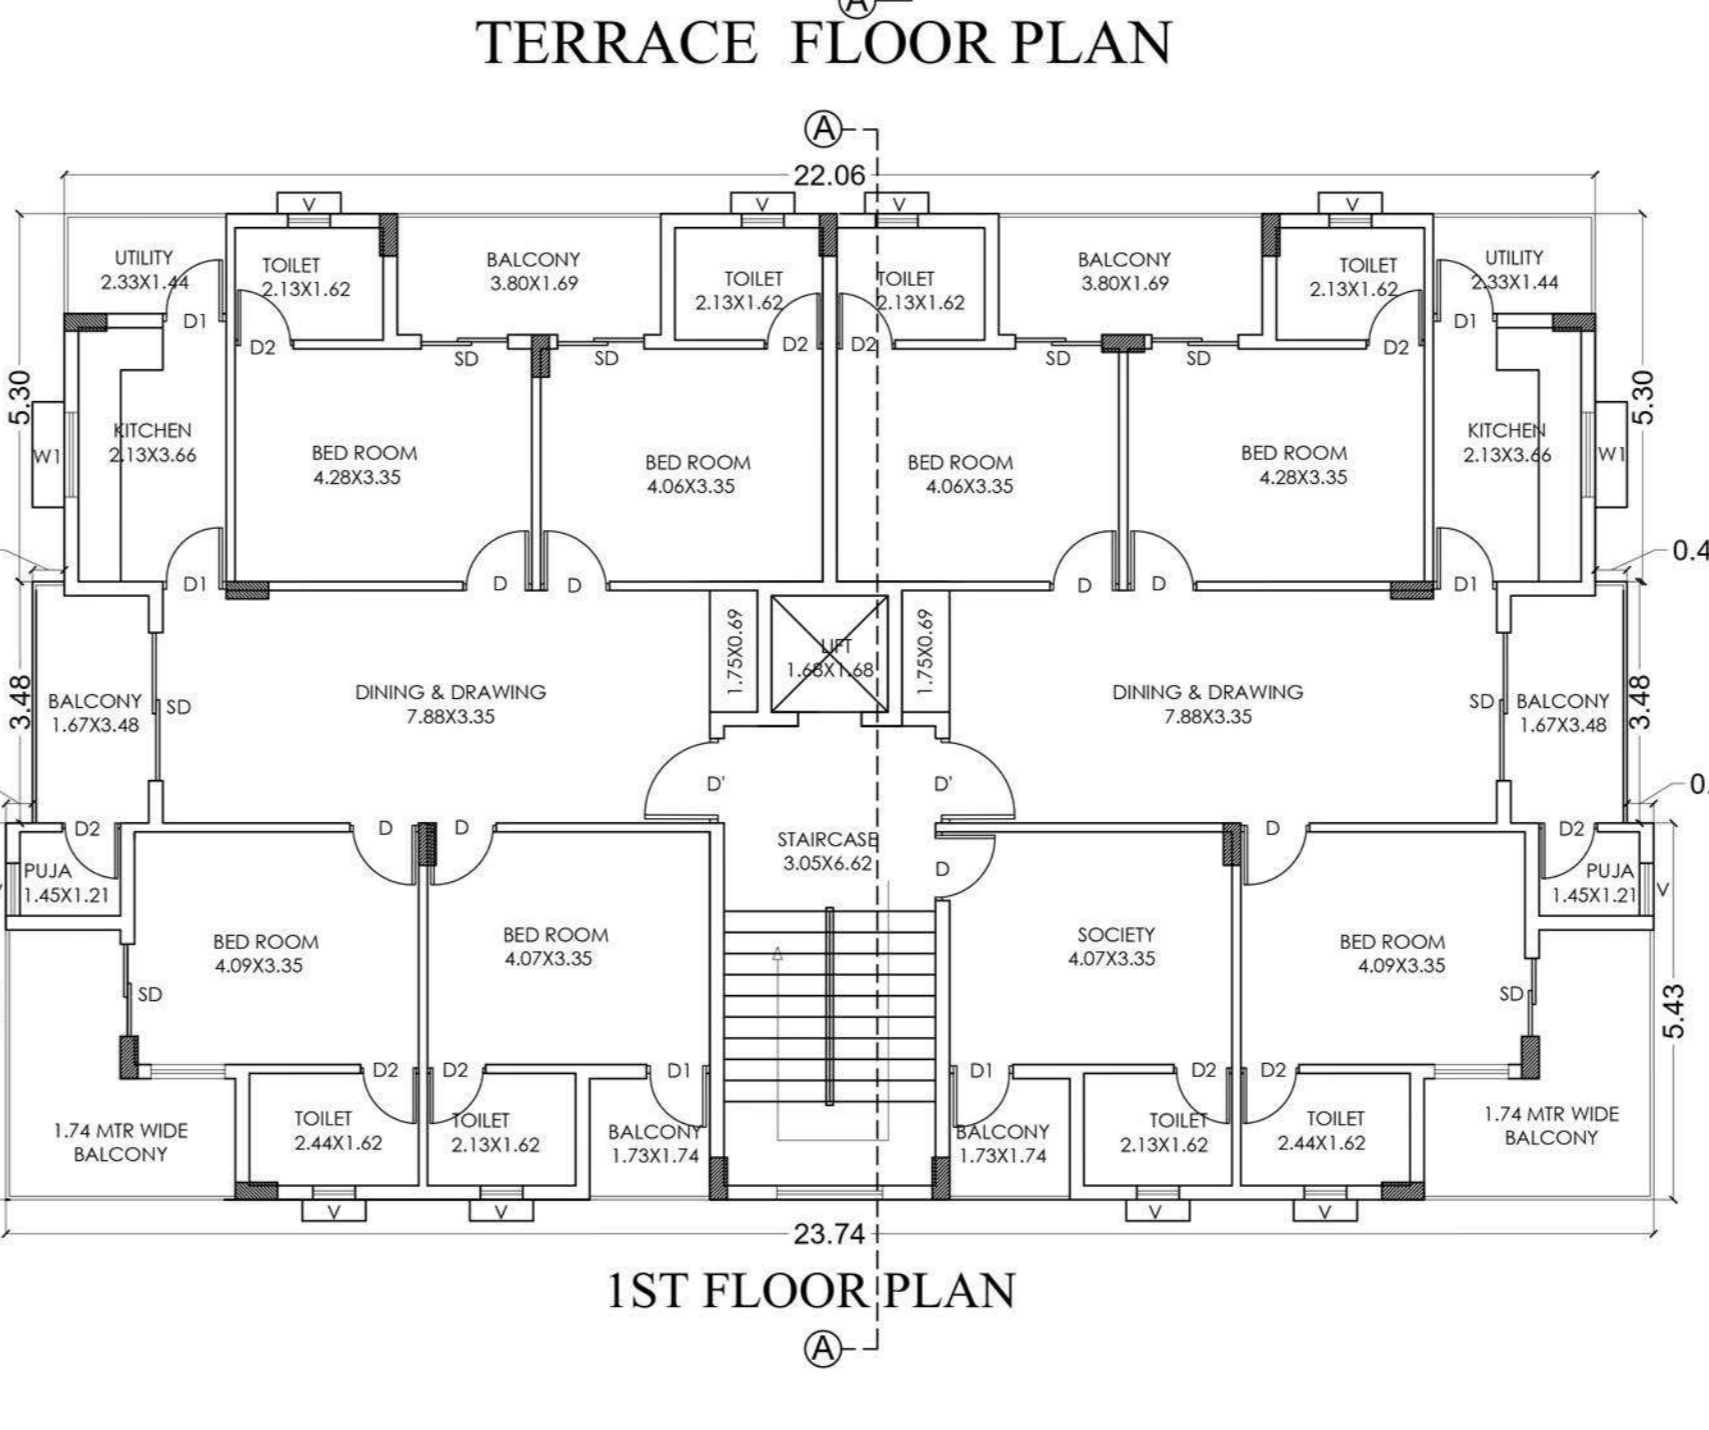 A
TERRACE FLOOR PLAN
A
22.06
V
V
V
V
UTILITY
2.33X1.44
TOILET
2.13X1.62
BALCONY
3.80X1.69
TOILET
2.13X1.62
TOILET
2.13X1.62
BALCONY
3.80X1.69
TOILET
2.13X1.62
UTILITY
2.33X1.44
D1
D2
SD
SD
D2
D2
SD
SD
D2
D1
5.30
W1
KITCHEN
2.13X3.66
BED ROOM
4.28X3.35
BED ROOM
4.06X3.35
BED ROOM
4.06X3.35
BED ROOM
4.28X3.35
KITCHEN
2.13X3.66
W1
5.30
D1
D
D
D
D
D1
0.4
3.48
BALCONY
1.67X3.48
SD
DINING & DRAWING
7.88X3.35
1.75X0.69
LIFT
1.68X1.68
1.75X0.69
DINING & DRAWING
7.88X3.35
SD
BALCONY
1.67X3.48
3.48
D'
D'
0.
D2
D
D
STAIRCASE
3.05X6.62
D
D
D2
PUJA
1.45X1.21
PUJA
1.45X1.21
V
BED ROOM
4.09X3.35
BED ROOM
4.07X3.35
SOCIETY
4.07X3.35
BED ROOM
4.09X3.35
SD
SD
5.43
D2
D2
D1
D1
D2
D2
1.74 MTR WIDE
BALCONY
TOILET
2.44X1.62
TOILET
2.13X1.62
BALCONY
1.73X1.74
BALCONY
1.73X1.74
TOILET
2.13X1.62
TOILET
2.44X1.62
1.74 MTR WIDE
BALCONY
V
V
V
V
23.74
1ST FLOOR PLAN
A